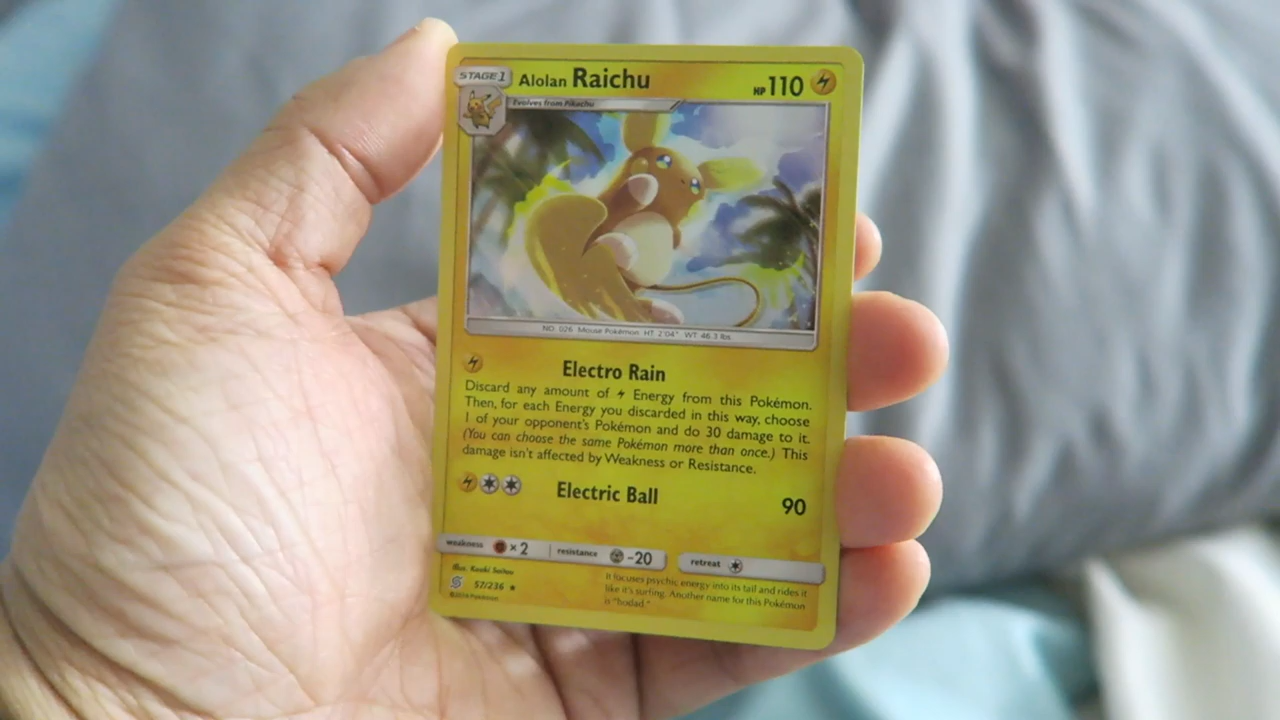 STAGE 1 Alolan Raichu HP 110
Evolves from Pikachu
NO. 026 Mouse Pokémon HT: 2'04" WT: 46.3 lbs.
Electro Rain
Discard any amount of Energy from this Pokémon.
Then, for each Energy you discarded in this way, choose
1 of your opponent's Pokémon and do 30 damage to it.
(You can choose the same Pokémon more than once.) This
damage isn't affected by Weakness or Resistance.
Electric Ball 90
weakness ×2 resistance -20 retreat
Illus. Kouki Saitou
57/236
©2019 Pokémon
It focuses psychic energy into its tail and rides it
like it's surfing. Another name for this Pokémon
is "hodad."